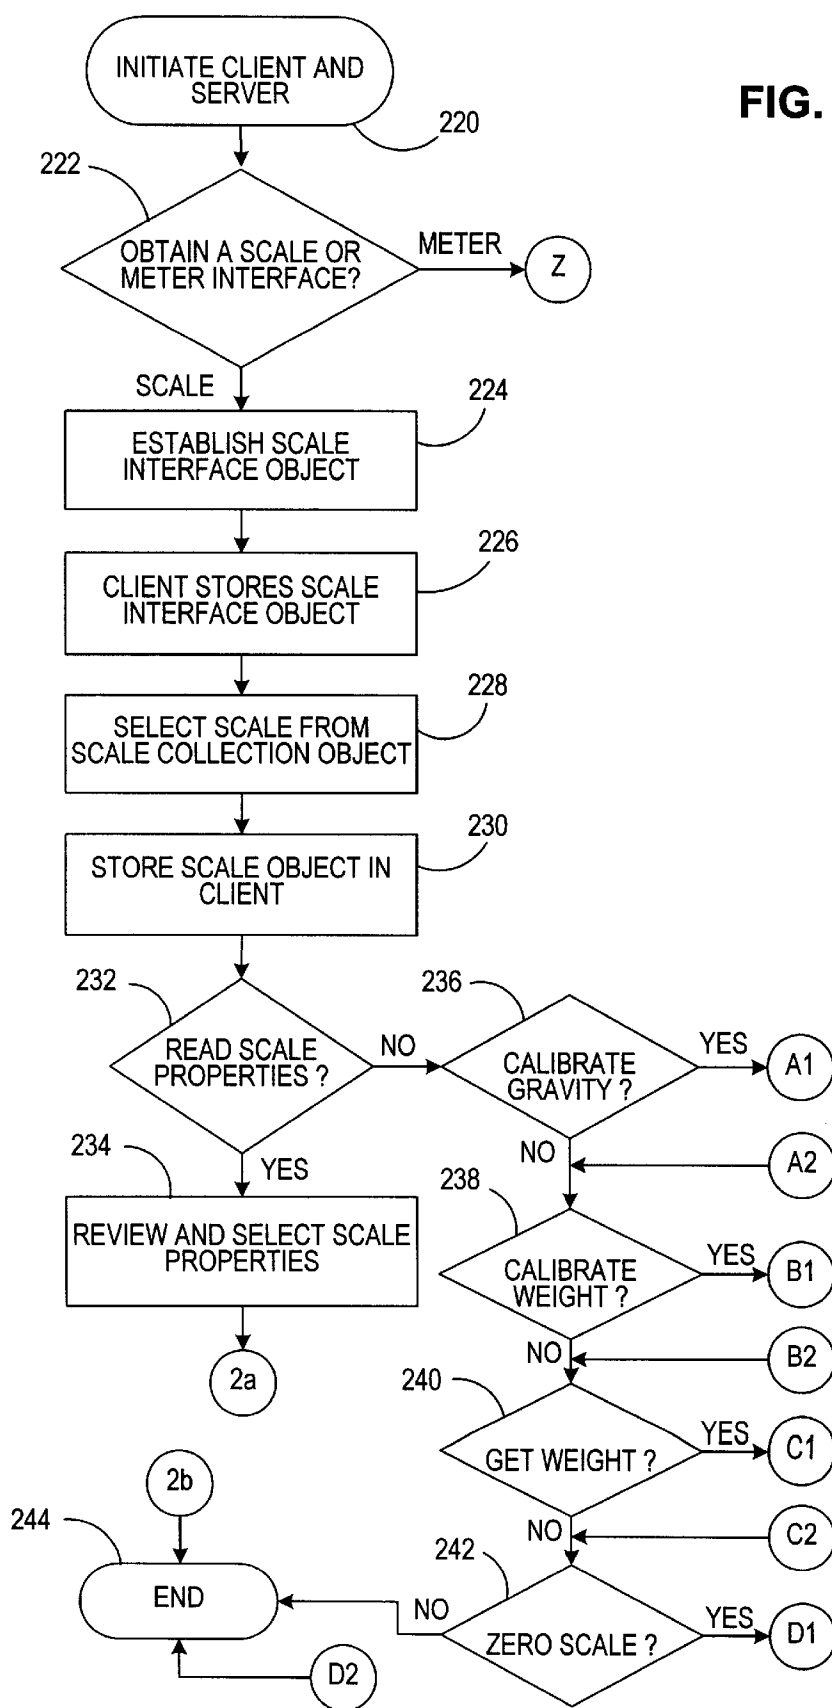 INITIATE CLIENT AND
SERVER
FIG.
220
222
OBTAIN A SCALE OR
METER INTERFACE?
METER
Z
SCALE
224
ESTABLISH SCALE
INTERFACE OBJECT
226
CLIENT STORES SCALE
INTERFACE OBJECT
228
SELECT SCALE FROM
SCALE COLLECTION OBJECT
230
STORE SCALE OBJECT IN
CLIENT
232
READ SCALE
PROPERTIES ?
NO
236
CALIBRATE
GRAVITY ?
YES
A1
234
YES
REVIEW AND SELECT SCALE
PROPERTIES
2a
NO
A2
238
CALIBRATE
WEIGHT ?
YES
B1
NO
B2
240
GET WEIGHT ?
YES
C1
NO
C2
242
ZERO SCALE ?
YES
D1
NO
2b
244
END
D2